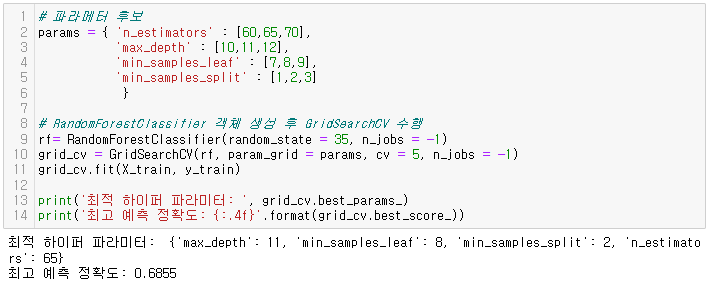 1 # 파라메터 후보
2 params = { 'n_estimators' : [60,65,70],
3 'max_depth' : [10,11,12],
4 'min_samples_leaf' : [7,8,9],
5 'min_samples_split' : [1,2,3]
6 }
7
8 # RandomForestClassifier 객체 생성 후 GridSearchCV 수행
9 rf= RandomForestClassifier(random_state = 35, n_jobs = -1)
10 grid_cv = GridSearchCV(rf, param_grid = params, cv = 5, n_jobs = -1)
11 grid_cv.fit(X_train, y_train)
12
13 print('최적 하이퍼 파라미터: ', grid_cv.best_params_)
14 print('최고 예측 정확도: {:.4f}'.format(grid_cv.best_score_))
최적 하이퍼 파라미터:  {'max_depth': 11, 'min_samples_leaf': 8, 'min_samples_split': 2, 'n_estimato
rs': 65}
최고 예측 정확도: 0.6855